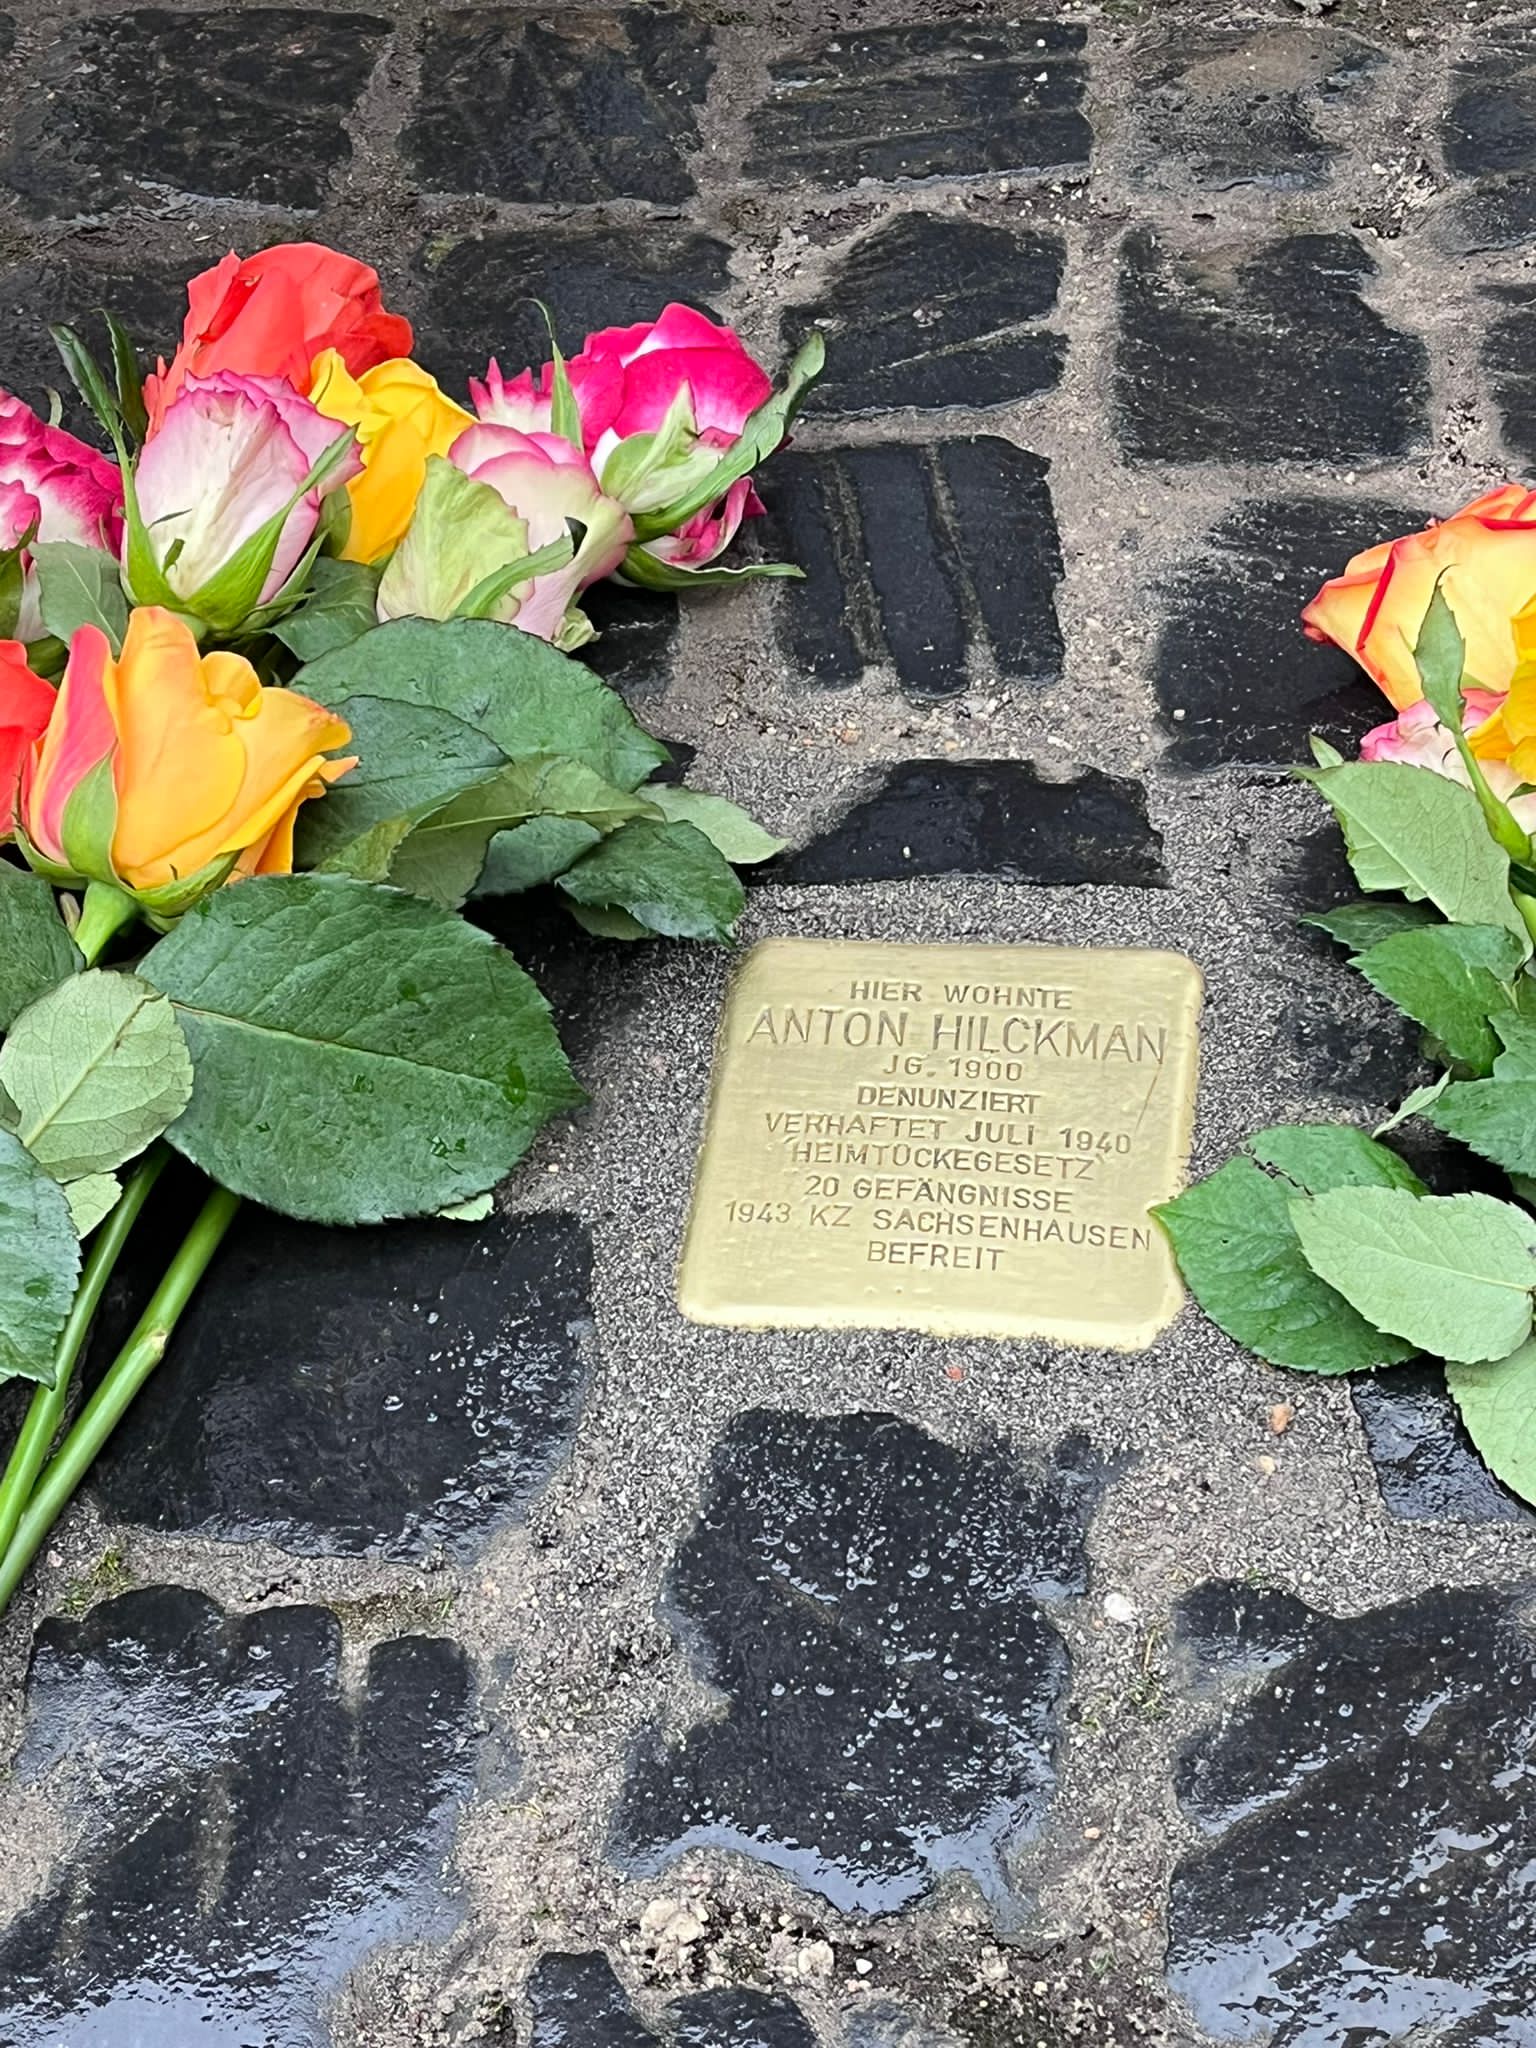 HIER WOHNTE
ANTON HILCKMAN
JG. 1900
DENUNZIERT
VERHAFTET JULI 1940
"HEIMTÜCKEGESETZ"
20 GEFÄNGNISSE
1943 KZ SACHSENHAUSEN
BEFREIT